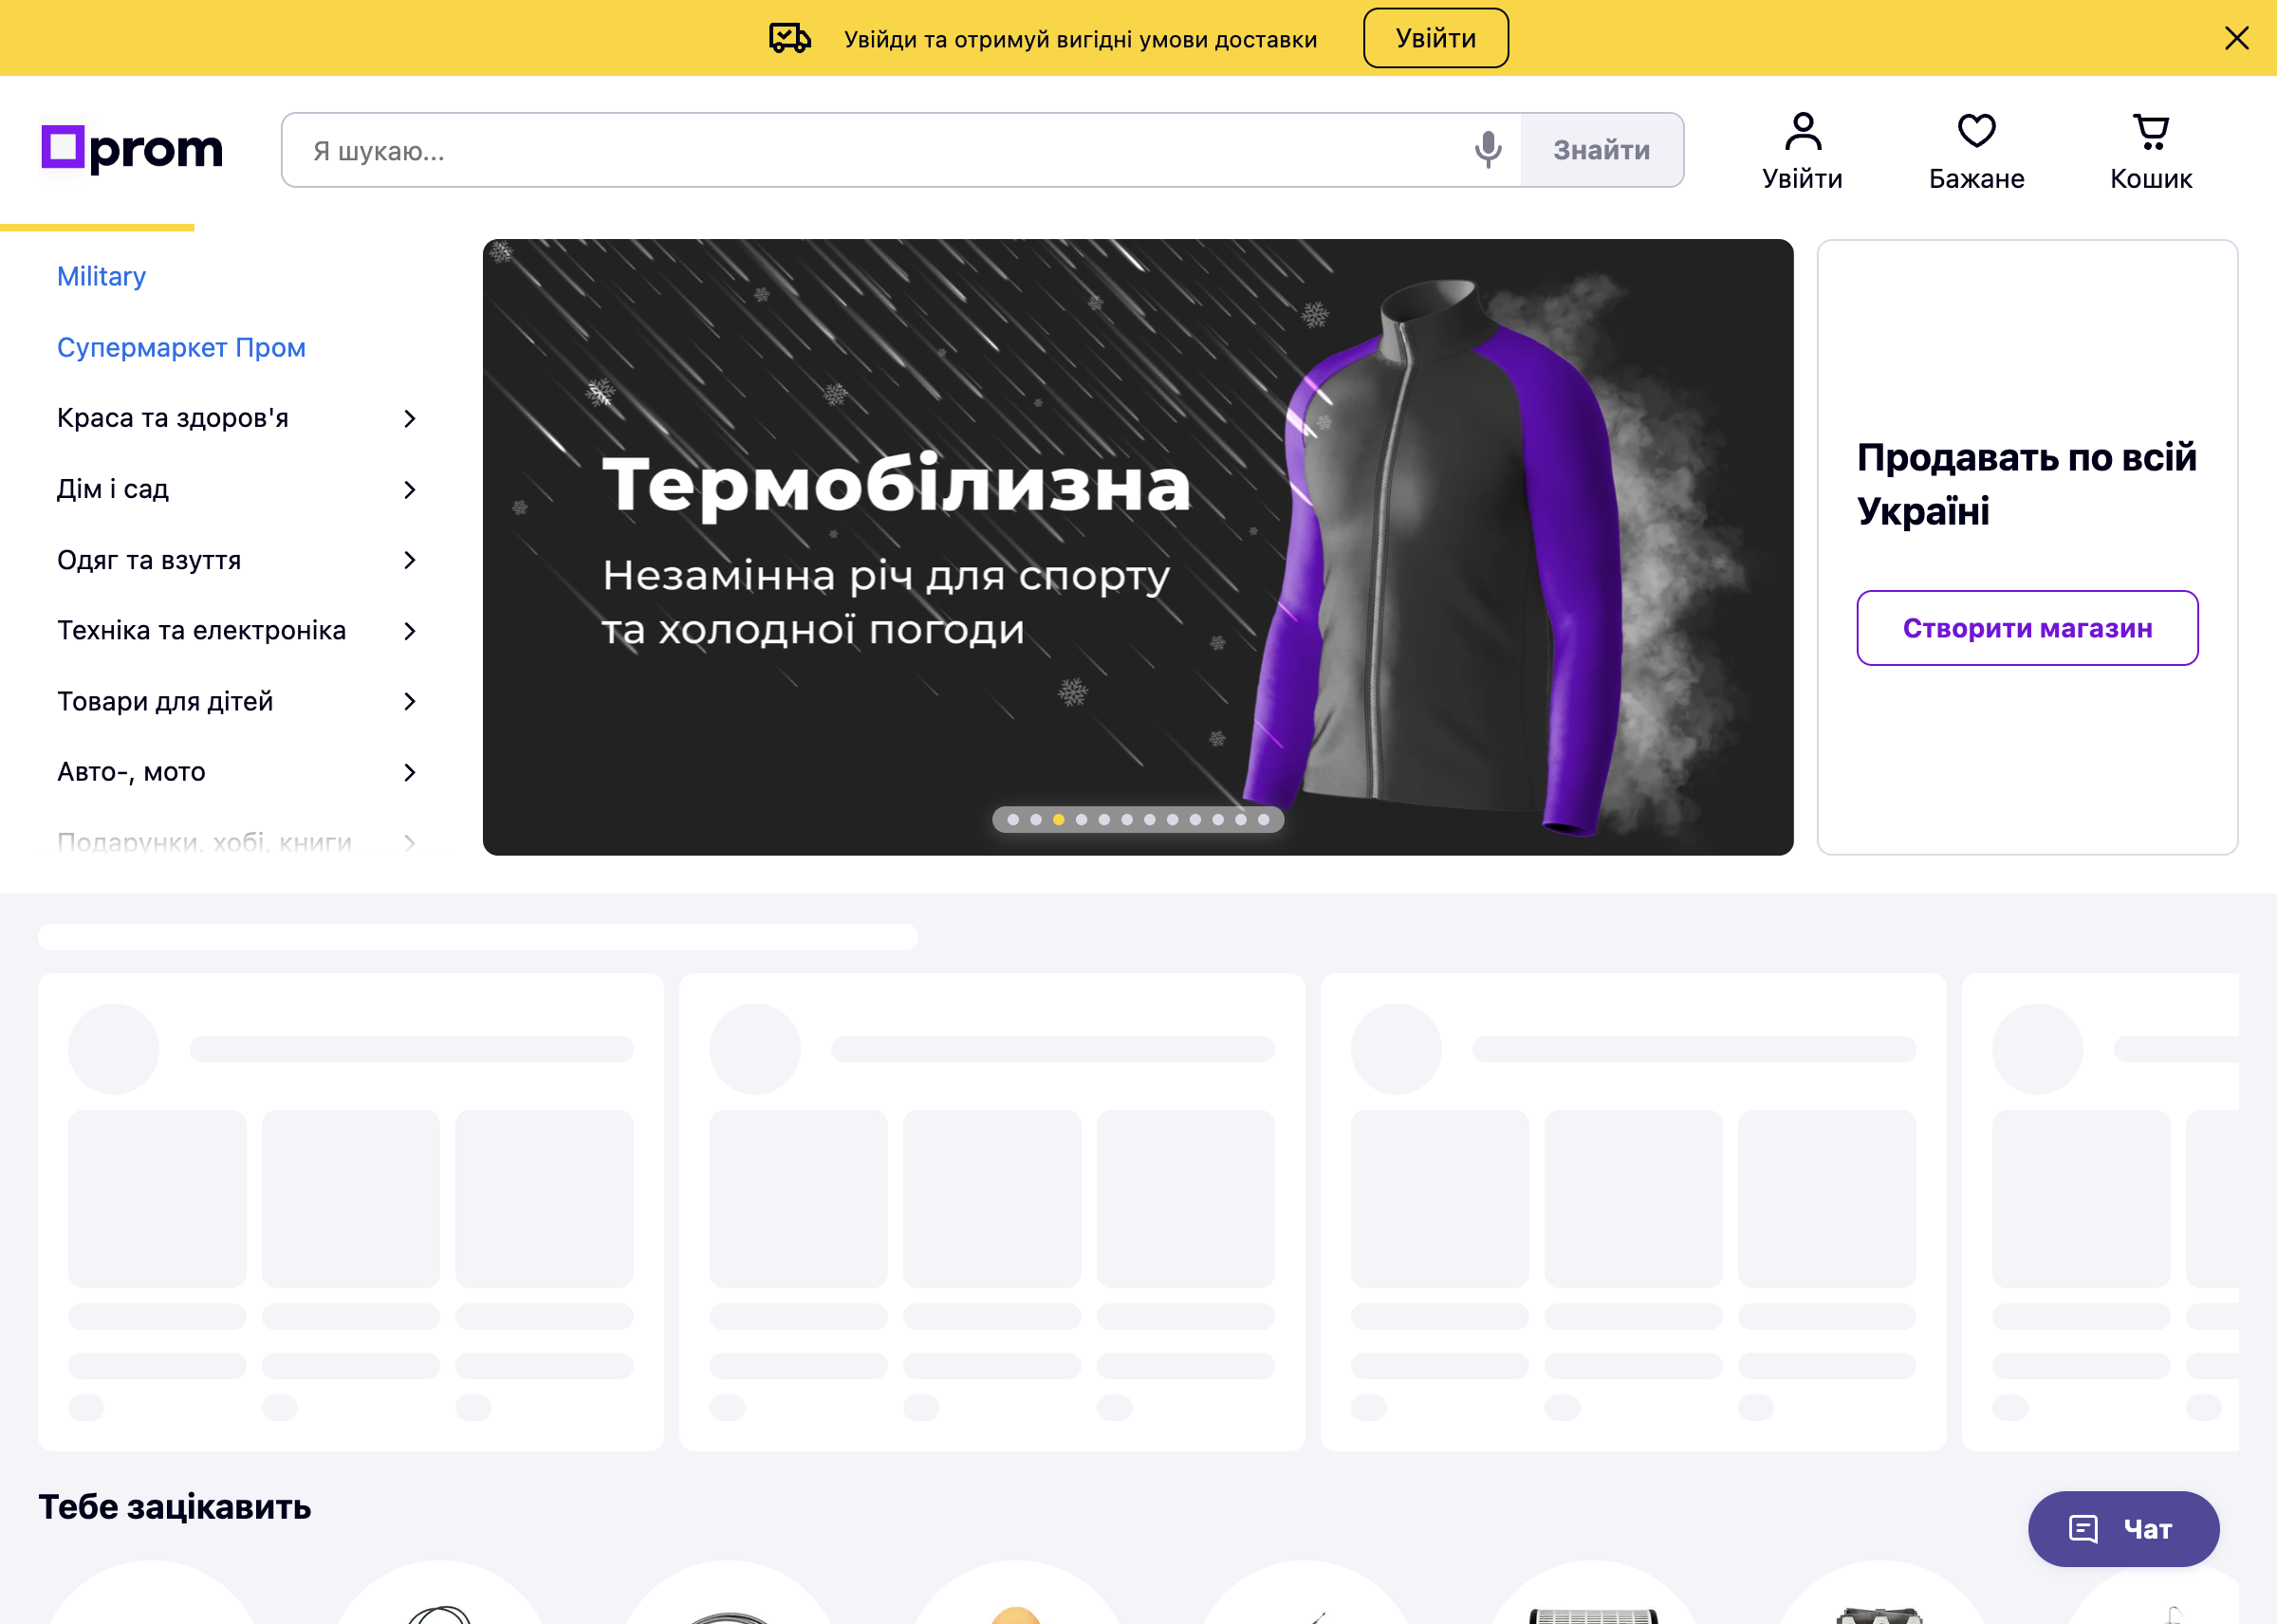 Увійди та отримуй вигідні умови доставки
Увійти
prom
Я шукаю...
Знайти
Увійти
Бажане
Кошик
Military
Супермаркет Пром
Краса та здоров'я
Дім і сад
Одяг та взуття
Техніка та електроніка
Товари для дітей
Авто-, мото
Подарунки, хобі, книги
Термобілизна
Незамінна річ для спорту
та холодної погоди
Продавать по всій
Україні
Створити магазин
Тебе зацікавить
Чат